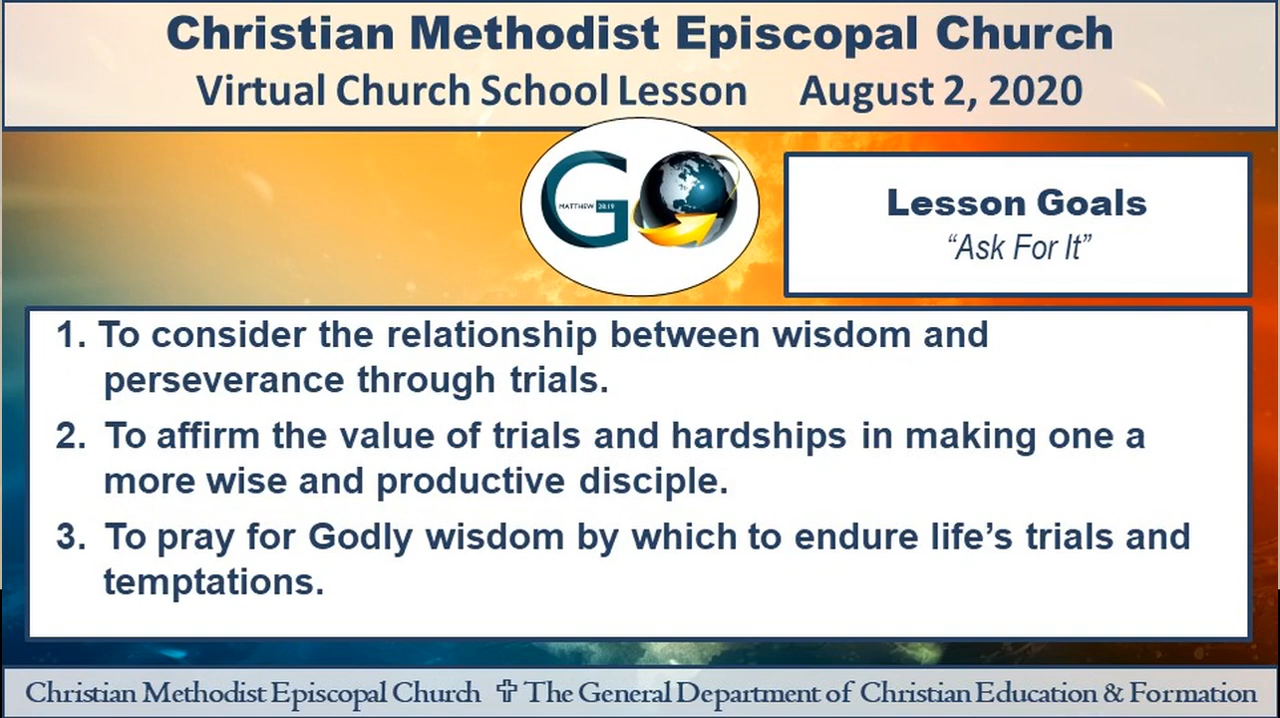 Christian Methodist Episcopal Church
Virtual Church School Lesson August 2, 2020
GO
MATTHEW 28:19
Lesson Goals
“Ask For It”
1. To consider the relationship between wisdom and
perseverance through trials.
2. To affirm the value of trials and hardships in making one a
more wise and productive disciple.
3. To pray for Godly wisdom by which to endure life’s trials and
temptations.
Christian Methodist Episcopal Church ✞ The General Department of Christian Education & Formation